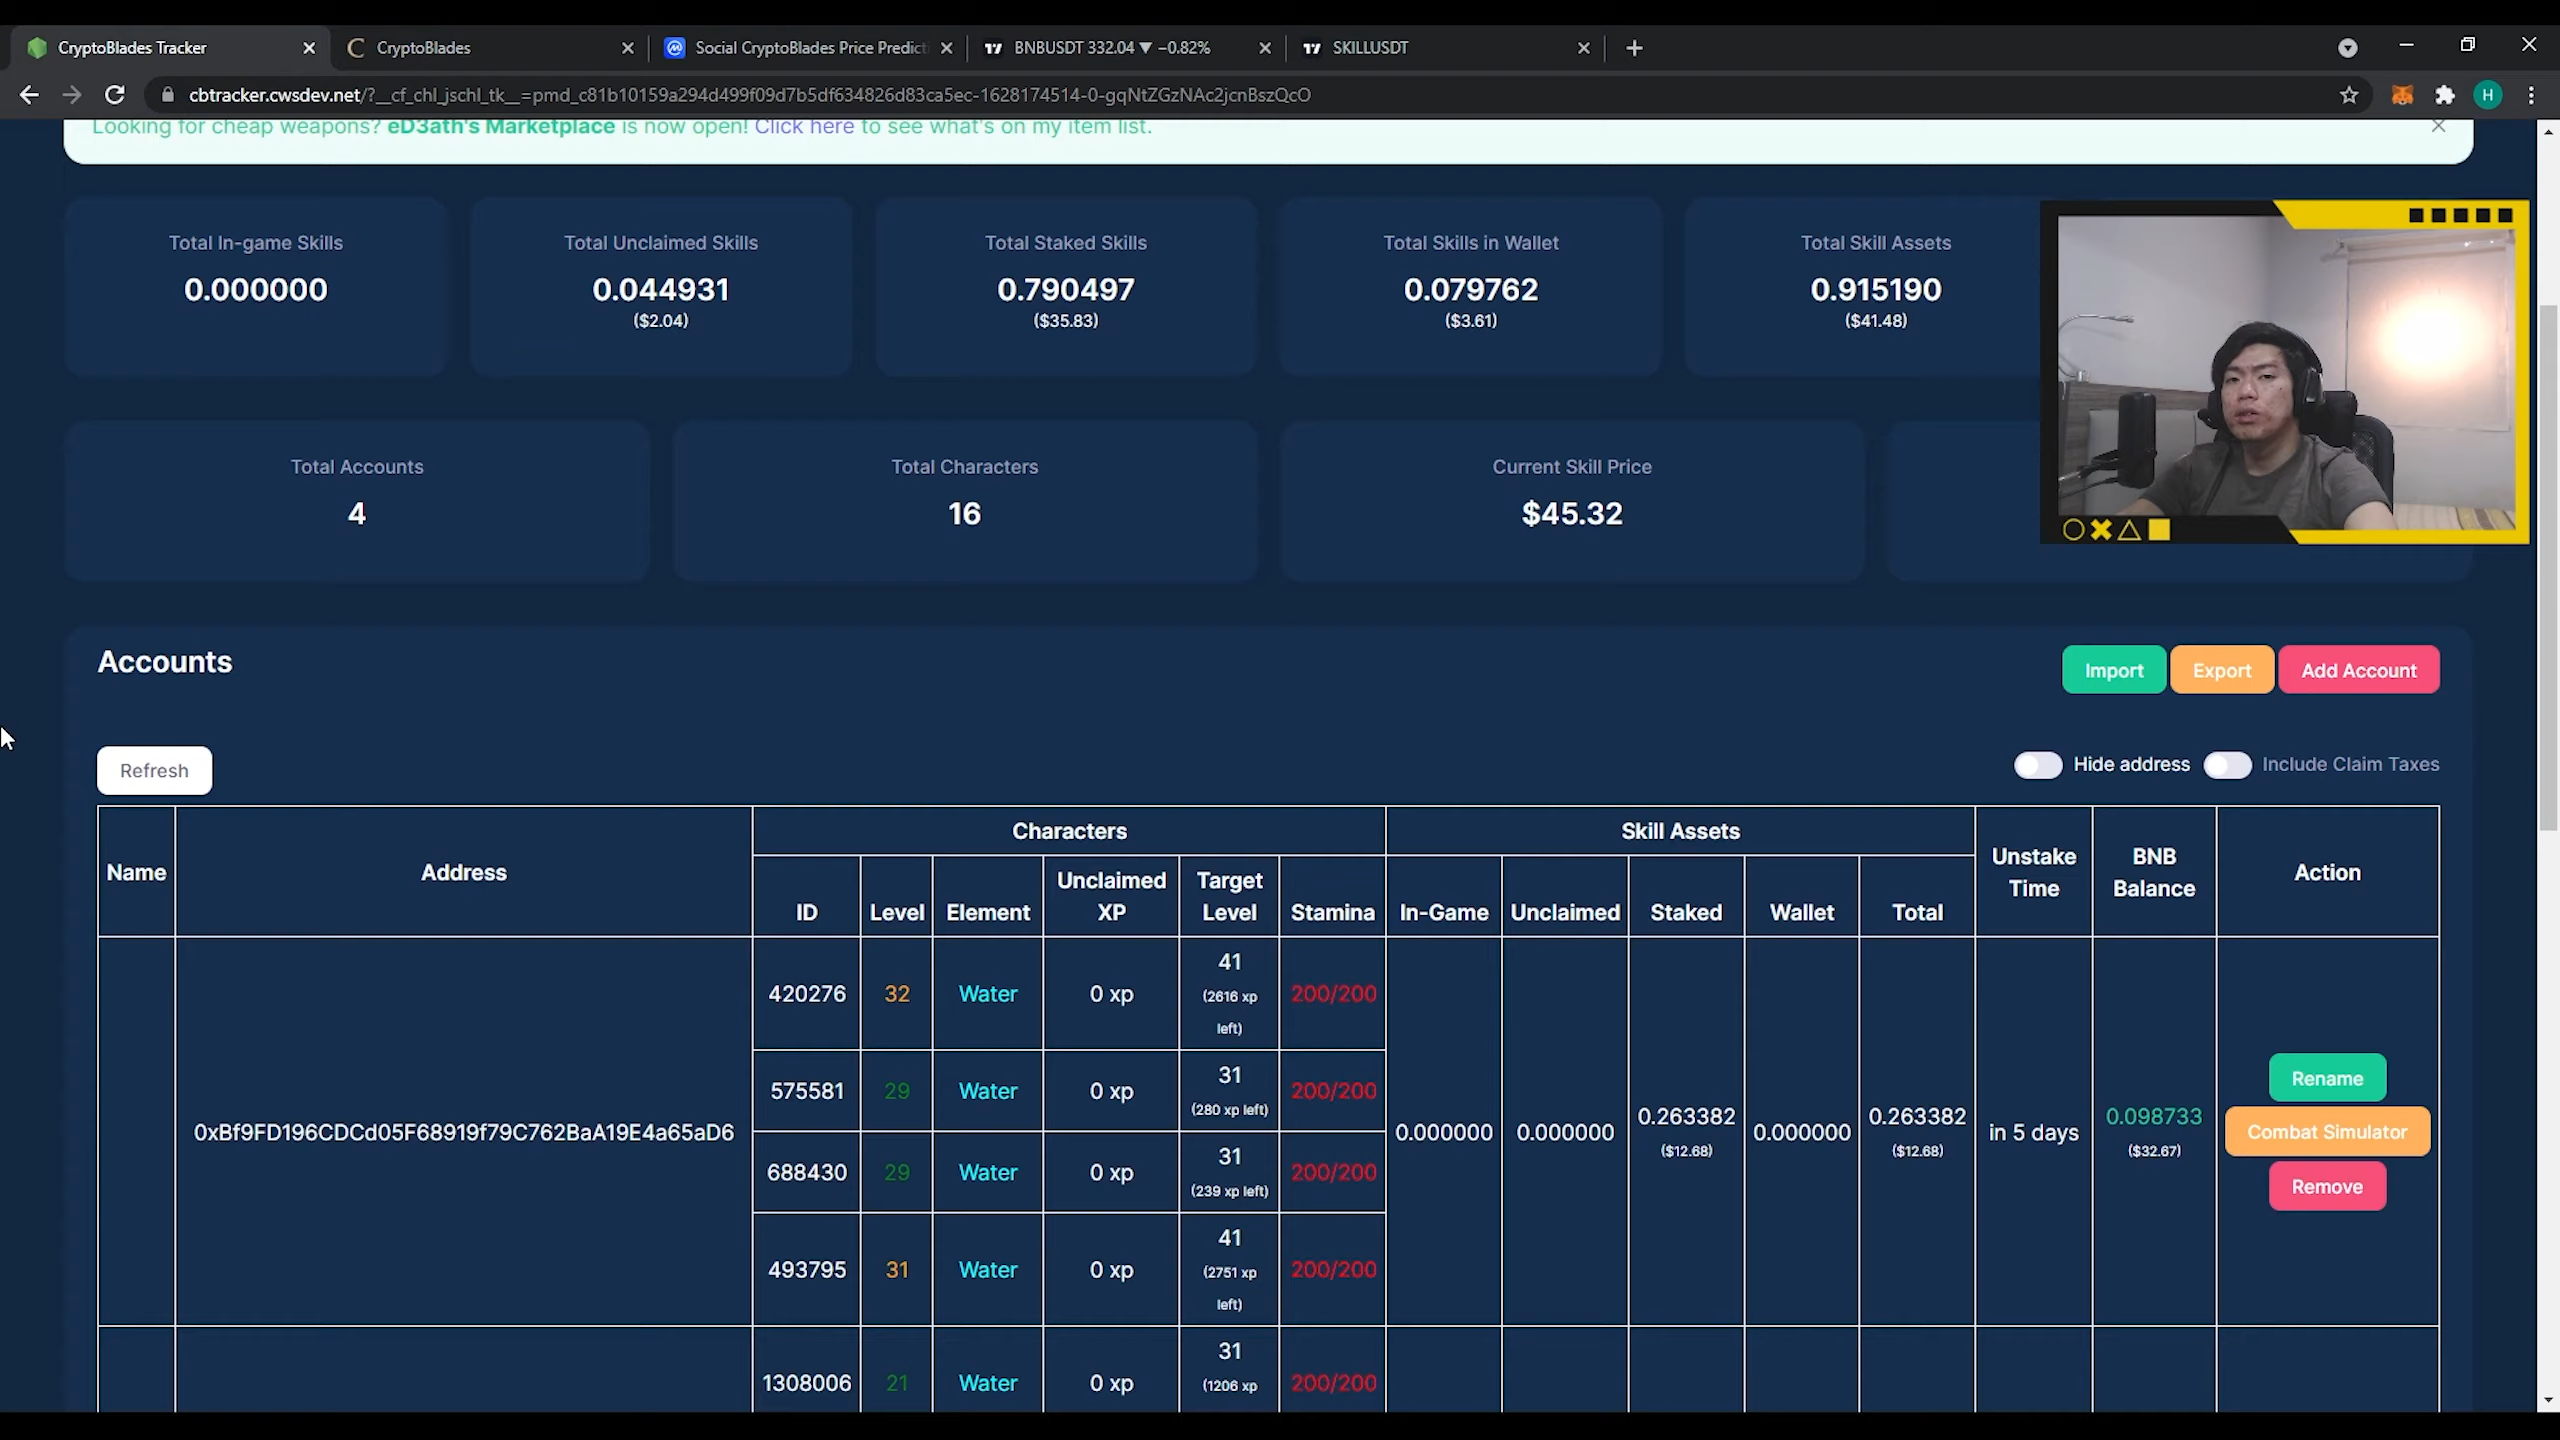 CryptoBlades Tracker
CryptoBlades
Social CryptoBlades Price Predict
BNBUSDT 332.04 ▼ −0.82%
SKILLUSDT
cbtracker.cwsdev.net/?__cf_chl_jschl_tk__=pmd_c81b10159a294d499f09d7b5df634826d83ca5ec-1628174514-0-gqNtZGzNAc2jcnBszQcO
H
Looking for cheap weapons? eD3ath's Marketplace is now open! Click here to see what's on my item list.
Total In-game Skills
0.000000
Total Unclaimed Skills
0.044931
($2.04)
Total Staked Skills
0.790497
($35.83)
Total Skills in Wallet
0.079762
($3.61)
Total Skill Assets
0.915190
($41.48)
Total Accounts
4
Total Characters
16
Current Skill Price
$45.32
Accounts
Import
Export
Add Account
Refresh
Hide address
Include Claim Taxes
Name
Address
Characters
Skill Assets
Unstake
Time
BNB
Balance
Action
ID
Level
Element
Unclaimed
XP
Target
Level
Stamina
In-Game
Unclaimed
Staked
Wallet
Total
0xBf9FD196CDCd05F68919f79C762BaA19E4a65aD6
420276
32
Water
0 xp
41
(2616 xp
left)
200/200
575581
29
Water
0 xp
31
(280 xp left)
200/200
688430
29
Water
0 xp
31
(239 xp left)
200/200
493795
31
Water
0 xp
41
(2751 xp
left)
200/200
0.000000
0.000000
0.263382
($12.68)
0.000000
0.263382
($12.68)
in 5 days
0.098733
($32.67)
Rename
Combat Simulator
Remove
1308006
21
Water
0 xp
31
(1206 xp
200/200